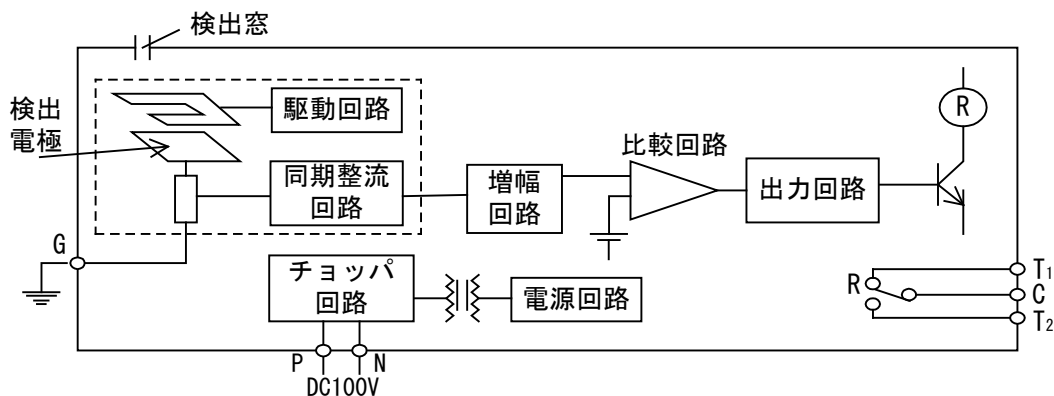 検出窓
検出
電極
駆動回路
同期整流
回路
増幅
回路
比較回路
出力回路
R
G
チョッパ
回路
電源回路
P
N
DC100V
R
T1
C
T2